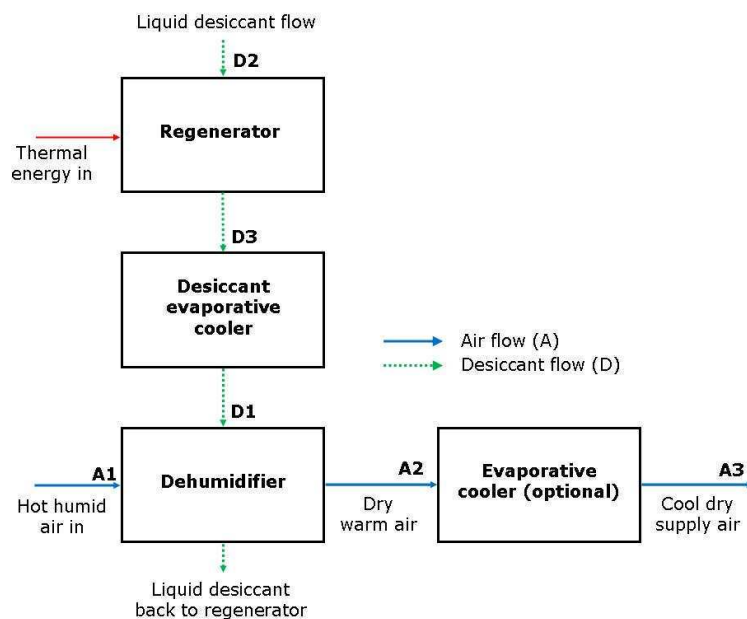 Liquid desiccant flow
D2
Regenerator
Thermal
energy in
D3
Desiccant
evaporative
cooler
Air flow (A)
Desiccant flow (D)
D1
A1
Dehumidifier
A2
Evaporative
cooler (optional)
A3
Hot humid
air in
Dry
warm air
Cool dry
supply air
Liquid desiccant
back to regenerator